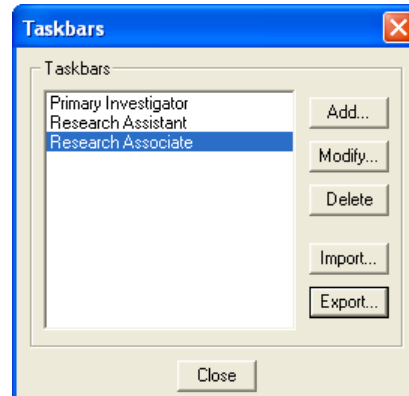 Taskbars
Taskbars
Primary Investigator
Research Assistant
Research Associate
Add...
Modify...
Delete
Import...
Export...
Close